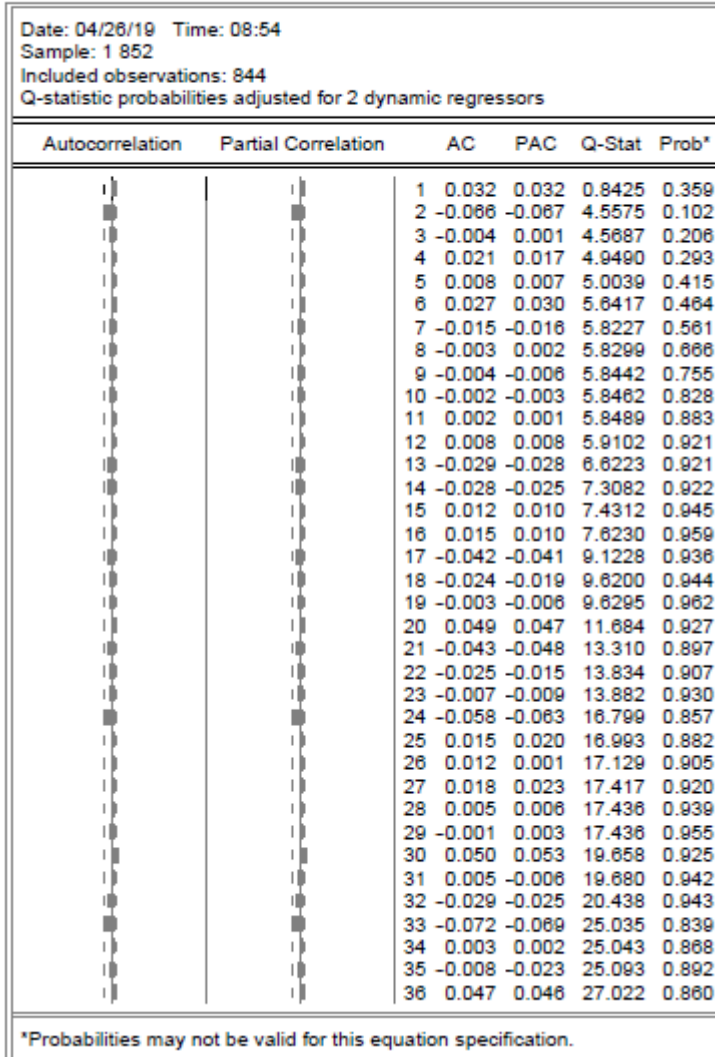 Date: 04/26/19 Time: 08:54
Sample: 1 852
Included observations: 844
Q-statistic probabilities adjusted for 2 dynamic regressors
Autocorrelation Partial Correlation AC PAC Q-Stat Prob*
1 0.032 0.032 0.8425 0.359
2 -0.066 -0.067 4.5575 0.102
3 -0.004 0.001 4.5687 0.206
4 0.021 0.017 4.9490 0.293
5 0.008 0.007 5.0039 0.415
6 0.027 0.030 5.6417 0.464
7 -0.015 -0.016 5.8227 0.561
8 -0.003 0.002 5.8299 0.666
9 -0.004 -0.006 5.8442 0.755
10 -0.002 -0.003 5.8462 0.828
11 0.002 0.001 5.8489 0.883
12 0.008 0.008 5.9102 0.921
13 -0.029 -0.028 6.6223 0.921
14 -0.028 -0.025 7.3082 0.922
15 0.012 0.010 7.4312 0.945
16 0.015 0.010 7.6230 0.959
17 -0.042 -0.041 9.1228 0.936
18 -0.024 -0.019 9.6200 0.944
19 -0.003 -0.006 9.6295 0.962
20 0.049 0.047 11.684 0.927
21 -0.043 -0.048 13.310 0.897
22 -0.025 -0.015 13.834 0.907
23 -0.007 -0.009 13.882 0.930
24 -0.058 -0.063 16.799 0.857
25 0.015 0.020 16.993 0.882
26 0.012 0.001 17.129 0.905
27 0.018 0.023 17.417 0.920
28 0.005 0.006 17.436 0.939
29 -0.001 0.003 17.436 0.955
30 0.050 0.053 19.658 0.925
31 0.005 -0.006 19.680 0.942
32 -0.029 -0.025 20.438 0.943
33 -0.072 -0.069 25.035 0.839
34 0.003 0.002 25.043 0.868
35 -0.008 -0.023 25.093 0.892
36 0.047 0.046 27.022 0.860
*Probabilities may not be valid for this equation specification.